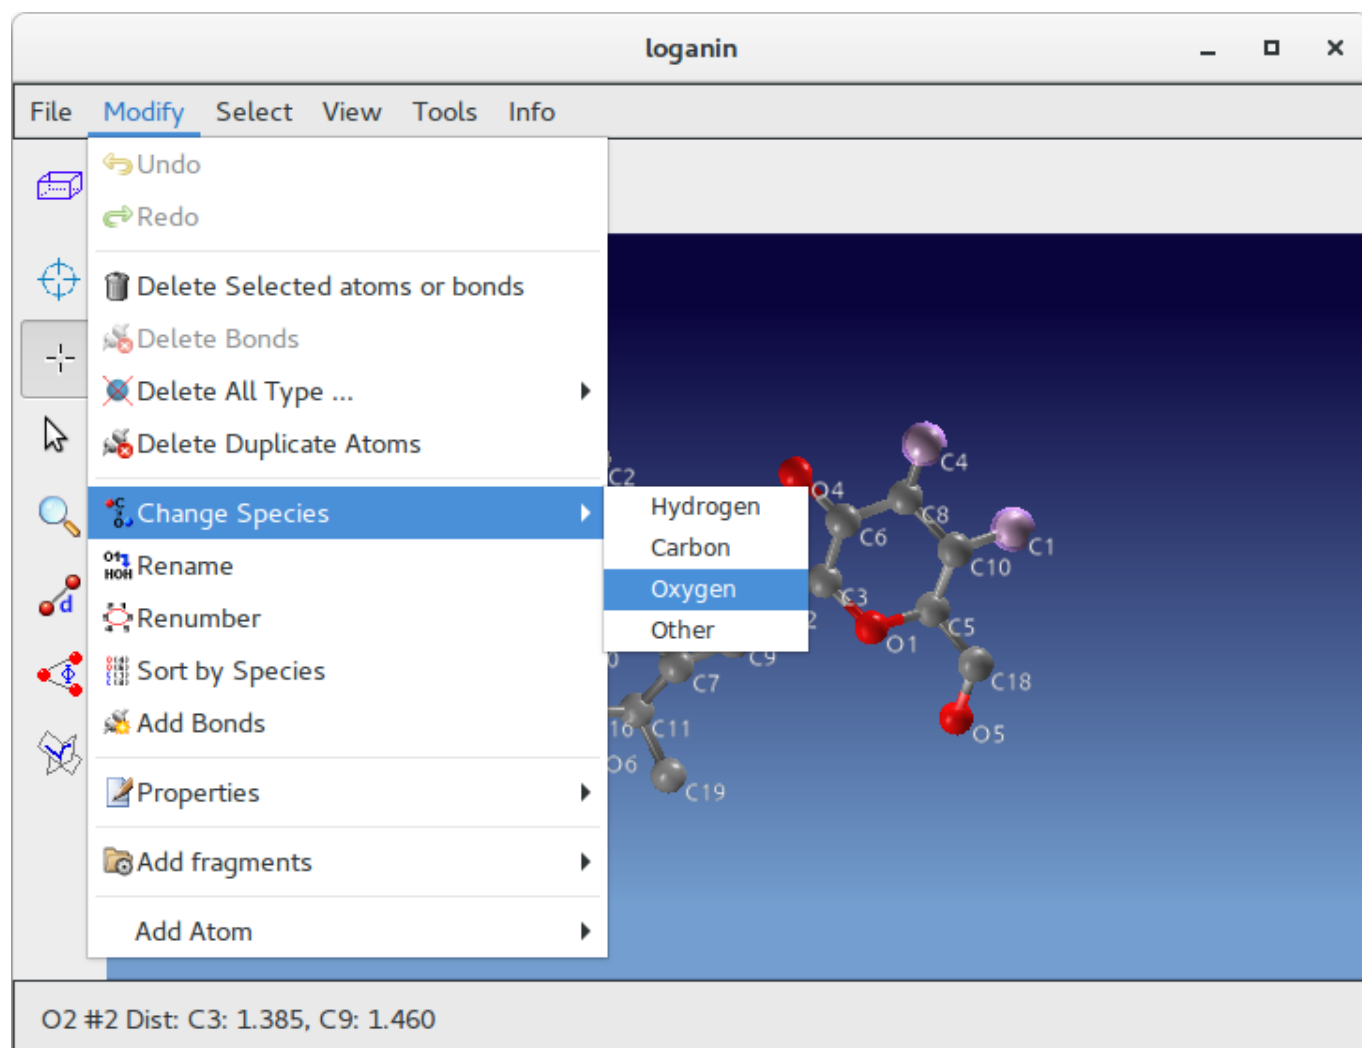 loganin
File Modify Select View Tools Info
Undo
Redo
Delete Selected atoms or bonds
Delete Bonds
Delete All Type ...
Delete Duplicate Atoms
Change Species
Rename
Renumber
Sort by Species
Add Bonds
Properties
Add fragments
Add Atom
Hydrogen
Carbon
Oxygen
Other
C2
O4
C4
C8
C6
C1
C10
C3
2
O1
C5
0
C9
C7
C18
16
C11
O5
O6
C19
d
Φ
O2 #2 Dist: C3: 1.385, C9: 1.460